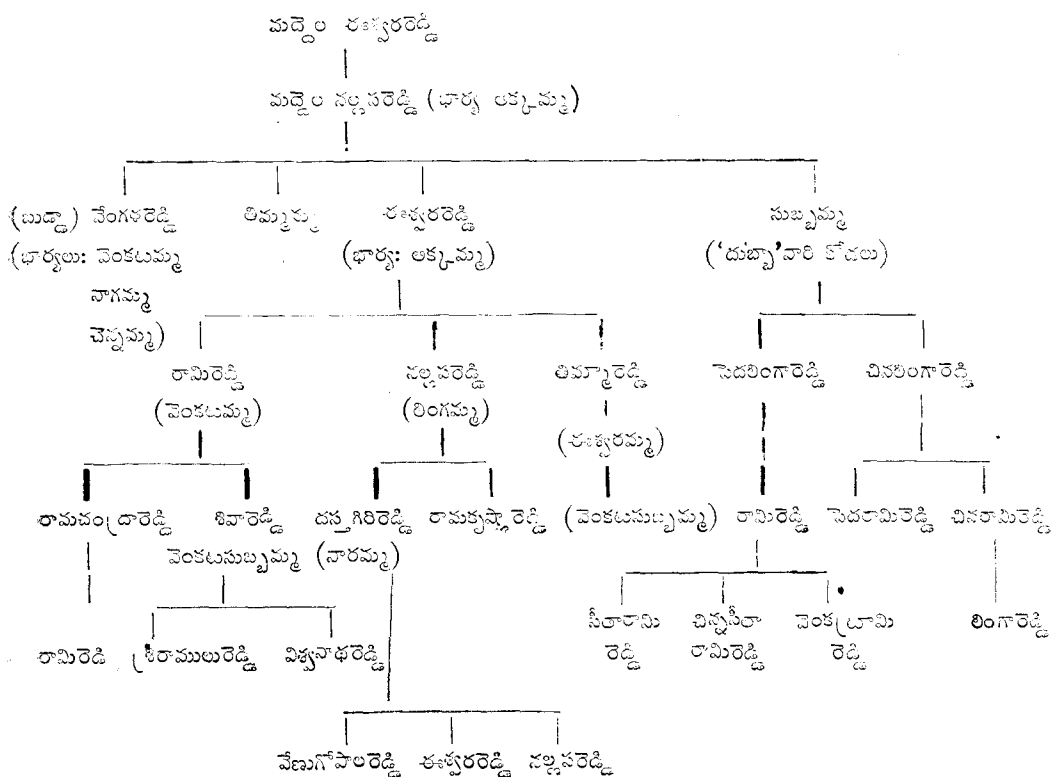 మద్దెల ఈశ్వరరెడ్డి
మద్దెల నల్లపరెడ్డి (భార్య అక్కమ్మ)
(బుడ్డా) వేంగళరెడ్డి తిమ్మమ్మ ఈశ్వరరెడ్డి సుబ్బమ్మ
(భార్యలు: వెంకటమ్మ (భార్య: అక్కమ్మ) ('దుబ్బా'వారి కోడలు)
నాగమ్మ
చెన్నమ్మ)
రామిరెడ్డి నల్లపరెడ్డి తిమ్మారెడ్డి పెదలింగారెడ్డి చినలింగారెడ్డి
(వెంకటమ్మ) (లింగమ్మ)
(ఈశ్వరమ్మ)
రామచంద్రారెడ్డి శివారెడ్డి దస్తగిరిరెడ్డి రామకృష్ణారెడ్డి (వెంకటసుబ్బమ్మ) రామిరెడ్డి పెదరామిరెడ్డి చినరామిరెడ్డి
వెంకటసుబ్బమ్మ (నారమ్మ)
సీతారామి చిన్నసీతా వెంకట్రామి లింగారెడ్డి
రెడ్డి రామిరెడ్డి రెడ్డి
రామిరెడి శ్రీరాములురెడ్డి విశ్వనాథరెడ్డి
వేణుగోపాలరెడ్డి ఈశ్వరరెడ్డి నల్లపరెడ్డి